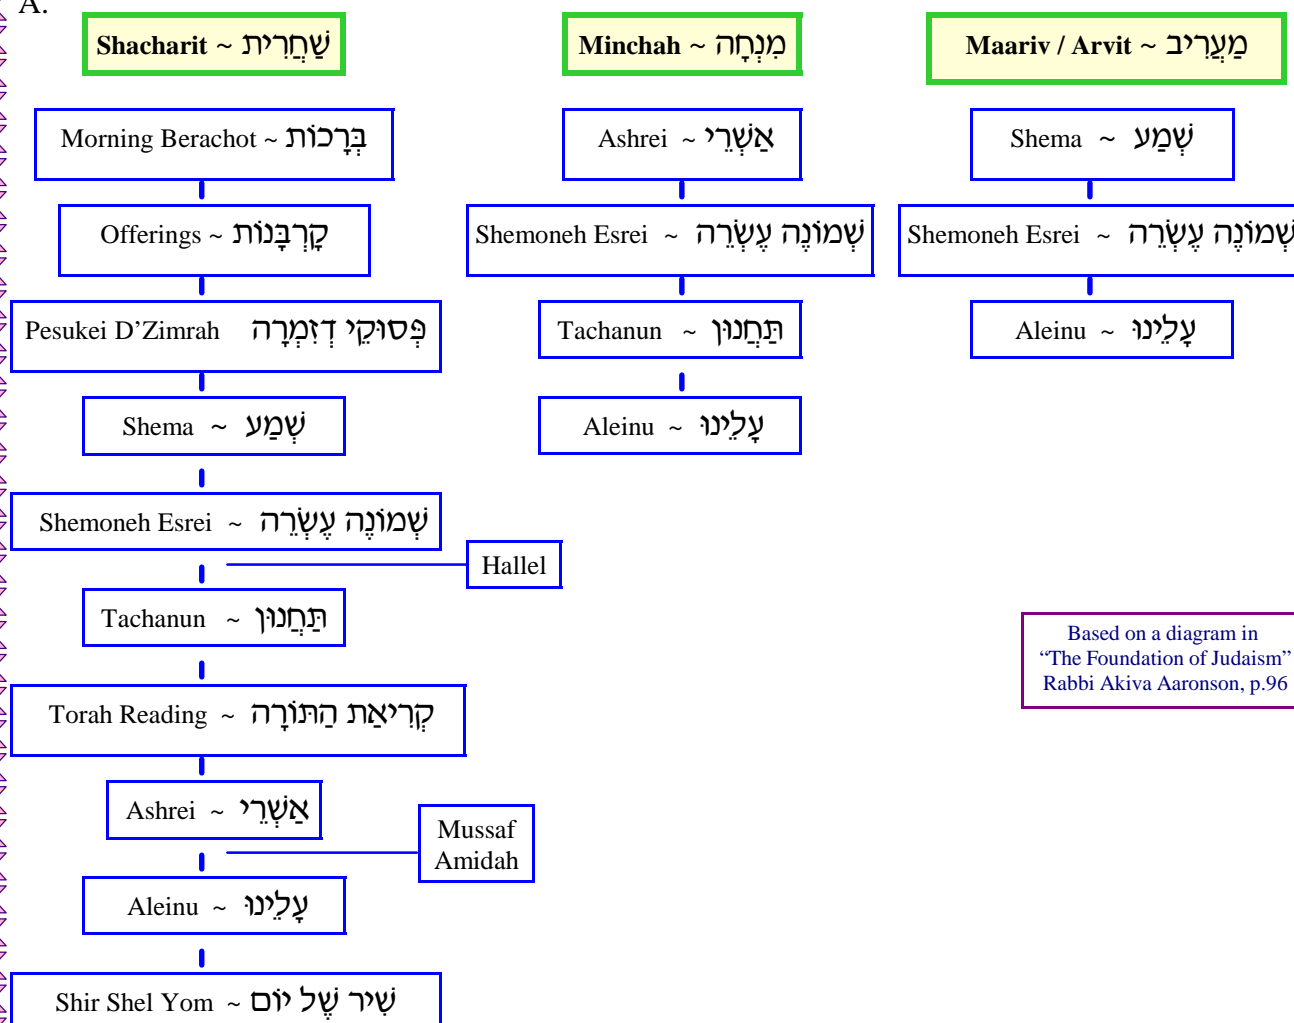 A.
Shacharit ~ שַׁחֲרִית
Morning Berachot ~ בְּרָכוֹת
Offerings ~ קָרְבָּנוֹת
Pesukei D’Zimrah פְּסוּקֵי דְזִמְרָה
Shema ~ שְׁמַע
Shemoneh Esrei ~ שְׁמוֹנֶה עֶשְׂרֵה
Hallel
Tachanun ~ תַּחֲנוּן
Torah Reading ~ קְרִיאַת הַתּוֹרָה
Ashrei ~ אַשְׁרֵי
Mussaf
Amidah
Aleinu ~ עָלֵינוּ
Shir Shel Yom ~ שִׁיר שֶׁל יוֹם
Minchah ~ מִנְחָה
Ashrei ~ אַשְׁרֵי
Shemoneh Esrei ~ שְׁמוֹנֶה עֶשְׂרֵה
Tachanun ~ תַּחֲנוּן
Aleinu ~ עָלֵינוּ
Maariv / Arvit ~ מַעֲרִיב
Shema ~ שְׁמַע
Shemoneh Esrei ~ שְׁמוֹנֶה עֶשְׂרֵה
Aleinu ~ עָלֵינוּ
Based on a diagram in
“The Foundation of Judaism”
Rabbi Akiva Aaronson, p.96